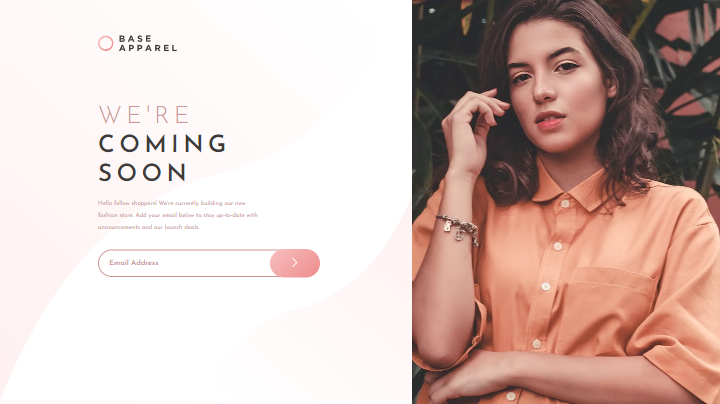 BASE
APPAREL
WE'RE
COMING
SOON
Hello fellow shoppers! We're currently building our new
fashion store. Add your email below to stay up-to-date with
announcements and our launch deals.
Email Address